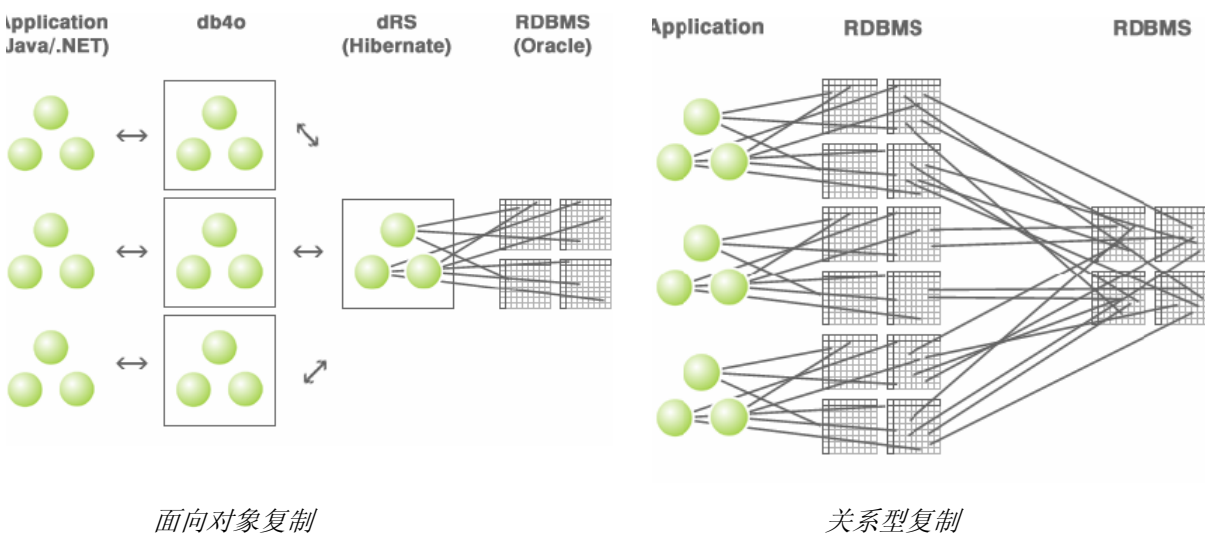 Application
(Java/.NET)
db4o
dRS
(Hibernate)
RDBMS
(Oracle)
Application
RDBMS
RDBMS
面向对象复制
关系型复制